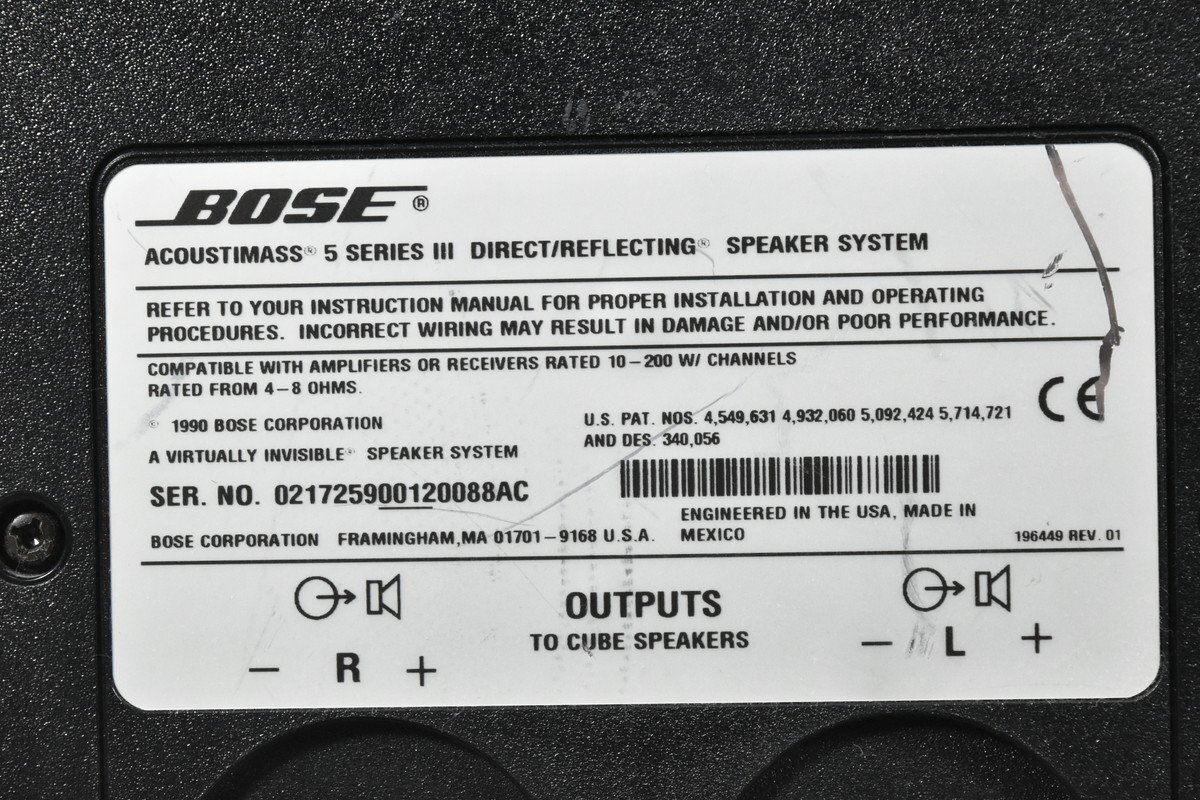 BOSE®
ACOUSTIMASS® 5 SERIES III DIRECT/REFLECTING® SPEAKER SYSTEM
REFER TO YOUR INSTRUCTION MANUAL FOR PROPER INSTALLATION AND OPERATING
PROCEDURES. INCORRECT WIRING MAY RESULT IN DAMAGE AND/OR POOR PERFORMANCE.
COMPATIBLE WITH AMPLIFIERS OR RECEIVERS RATED 10–200 W/ CHANNELS
RATED FROM 4–8 OHMS.
© 1990 BOSE CORPORATION
U.S. PAT. NOS. 4,549,631 4,932,060 5,092,424 5,714,721
AND DES. 340,056
CE
A VIRTUALLY INVISIBLE® SPEAKER SYSTEM
SER. NO. 021725900120088AC
ENGINEERED IN THE USA, MADE IN
MEXICO
BOSE CORPORATION FRAMINGHAM,MA 01701–9168 U.S.A.
196449 REV. 01
OUTPUTS
TO CUBE SPEAKERS
– R +
– L +